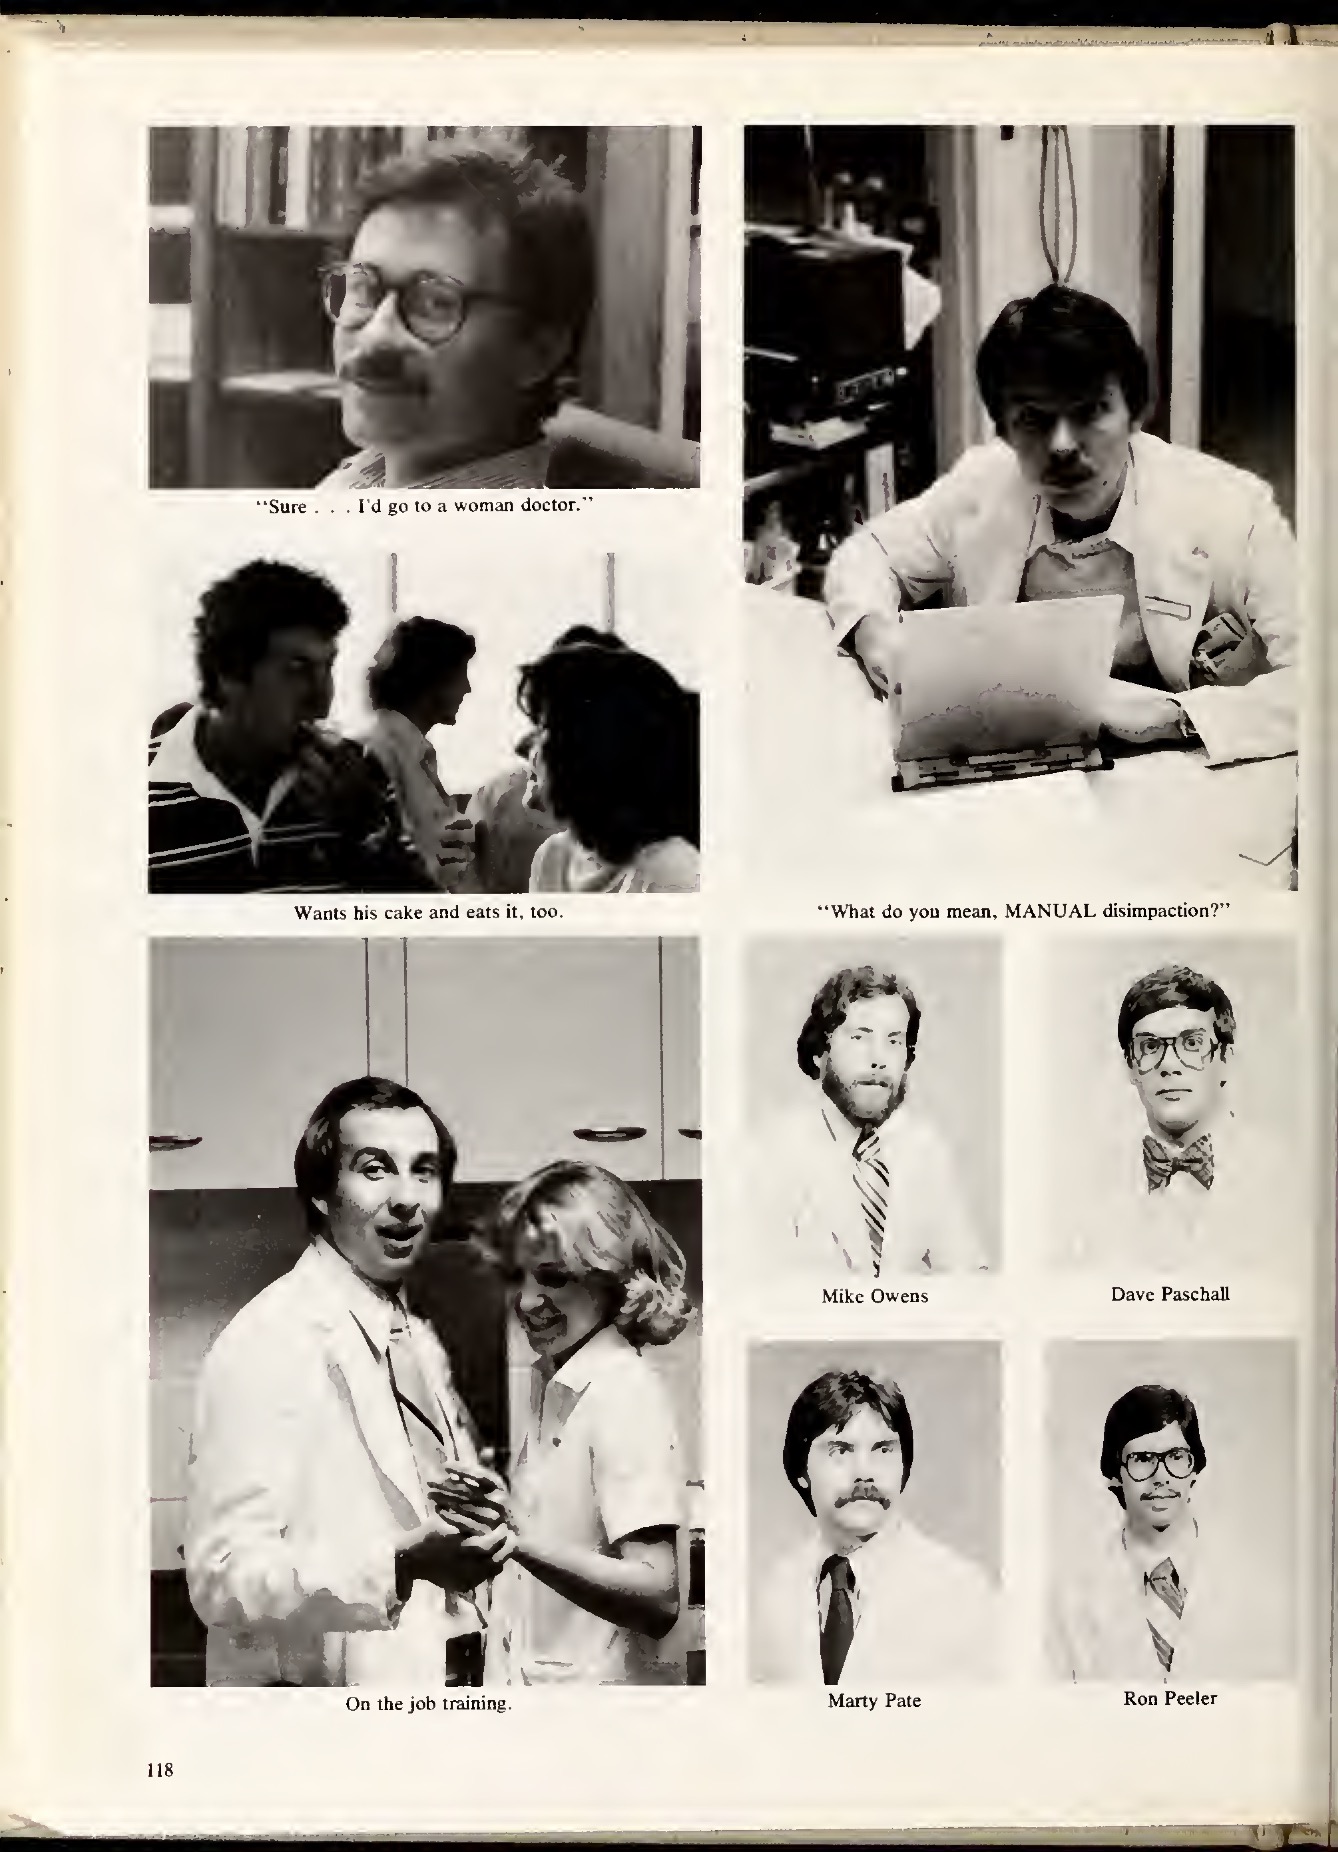 "Sure . . . I'd go to a woman doctor."
Wants his cake and eats it, too.
"What do you mean, MANUAL disimpaction?"
On the job training.
Mike Owens
Dave Paschall
Marty Pate
Ron Peeler
118